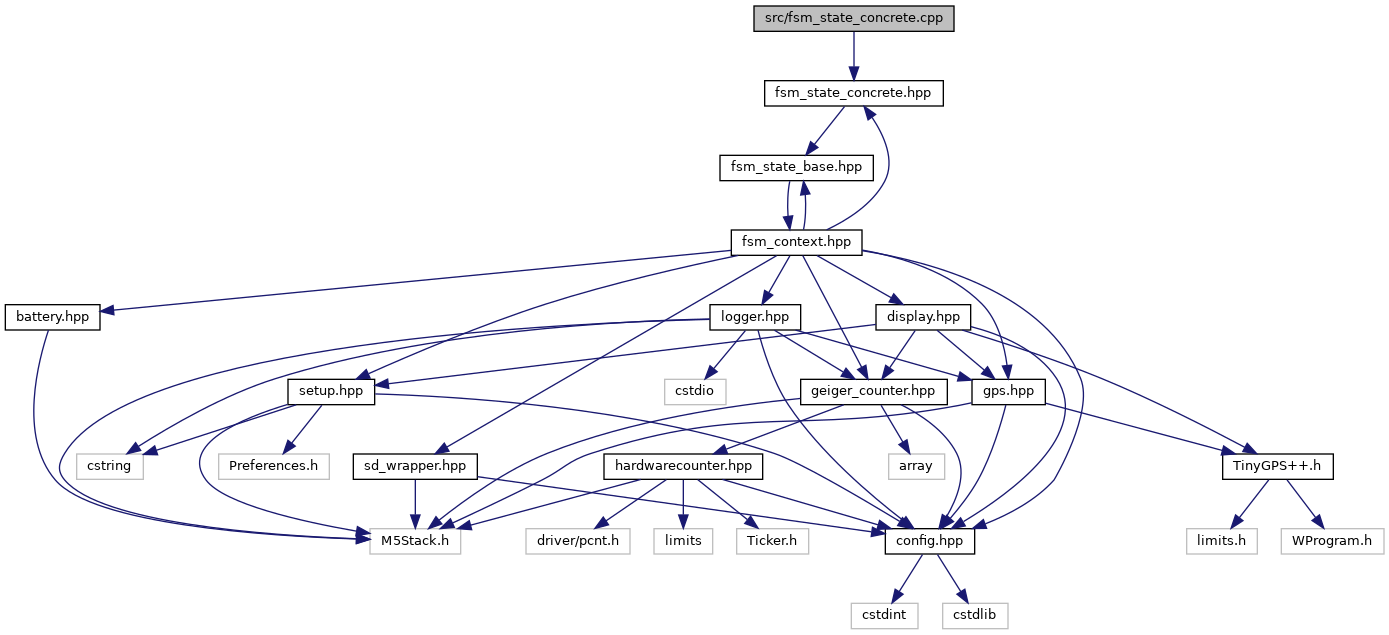 src/fsm_state_concrete.cpp
fsm_state_concrete.hpp
fsm_state_base.hpp
fsm_context.hpp
battery.hpp
logger.hpp
display.hpp
setup.hpp
cstdio
geiger_counter.hpp
gps.hpp
cstring
Preferences.h
sd_wrapper.hpp
hardwarecounter.hpp
array
TinyGPS++.h
M5Stack.h
driver/pcnt.h
limits
Ticker.h
config.hpp
limits.h
WProgram.h
cstdint
cstdlib